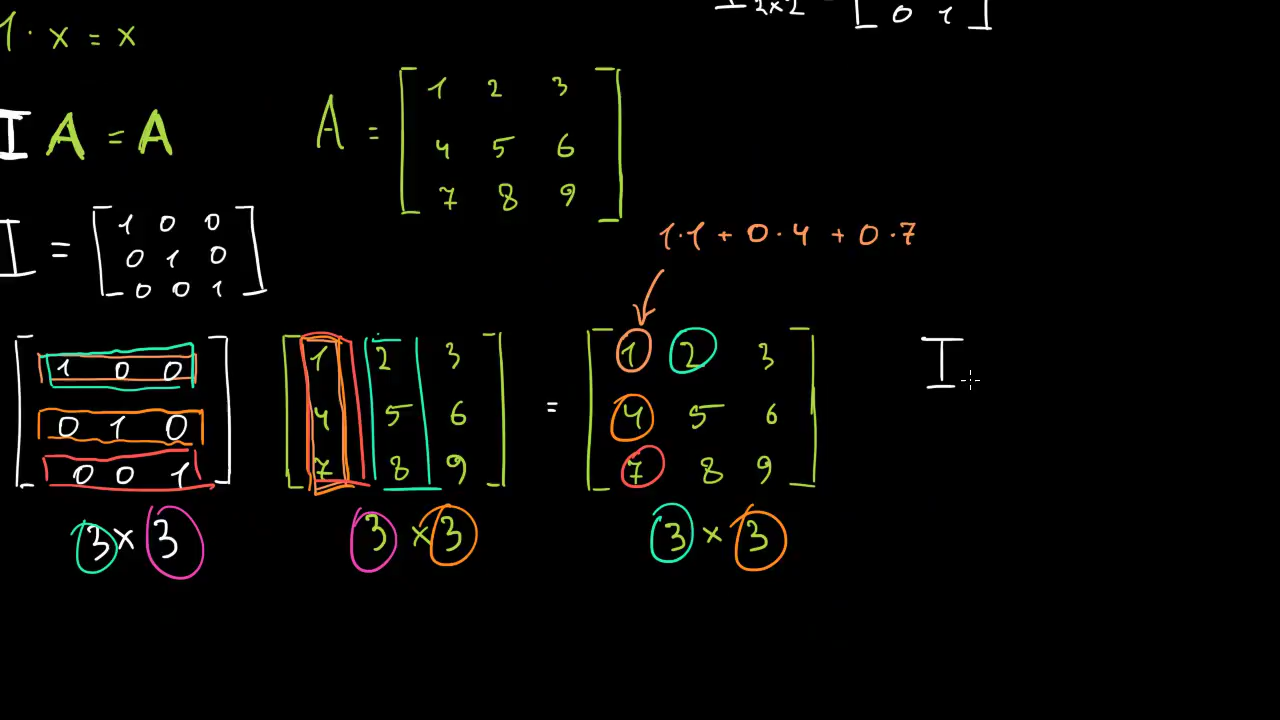 1 · x = x
I 2x2 = [ 0 1 ]
I A = A
A = [ 1 2 3
4 5 6
7 8 9 ]
I = [ 1 0 0
0 1 0
0 0 1 ]
1·1 + 0·4 + 0·7
[ 1 0 0 [ 1 2 3 [ 1 2 3
0 1 0 4 5 6 = 4 5 6
0 0 1 ] 7 8 9 ] 7 8 9 ]
I
3 x 3 3 x 3 3 x 3